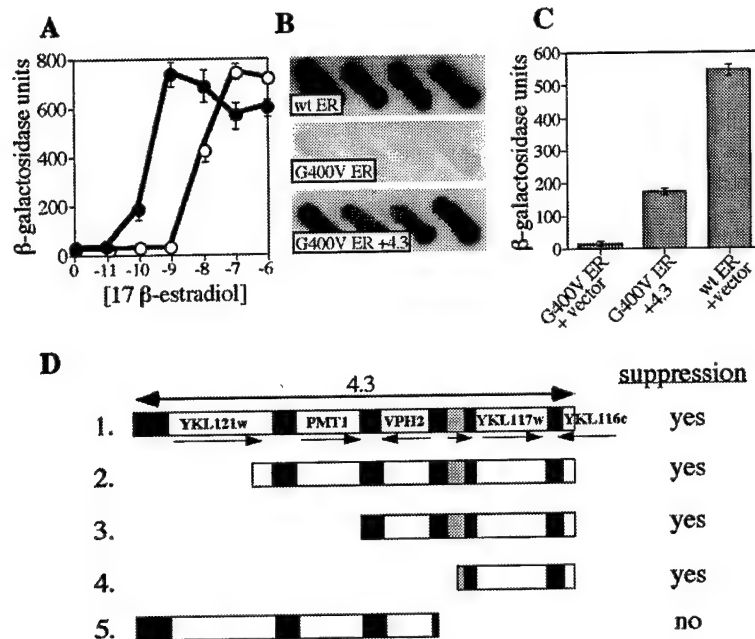 A
β-galactosidase units
800
600
400
200
0
0 -11 -10 -9 -8 -7 -6
[17 β-estradiol]
B
wt ER
G400V ER
G400V ER +4.3
C
β-galactosidase units
600
500
400
300
200
100
0
G400V ER + vector
G400V ER +4.3
wt ER +vector
D
4.3
suppression
1. YKL121w PMT1 VPH2 YKL117w YKL116c yes
2. yes
3. yes
4. yes
5. no